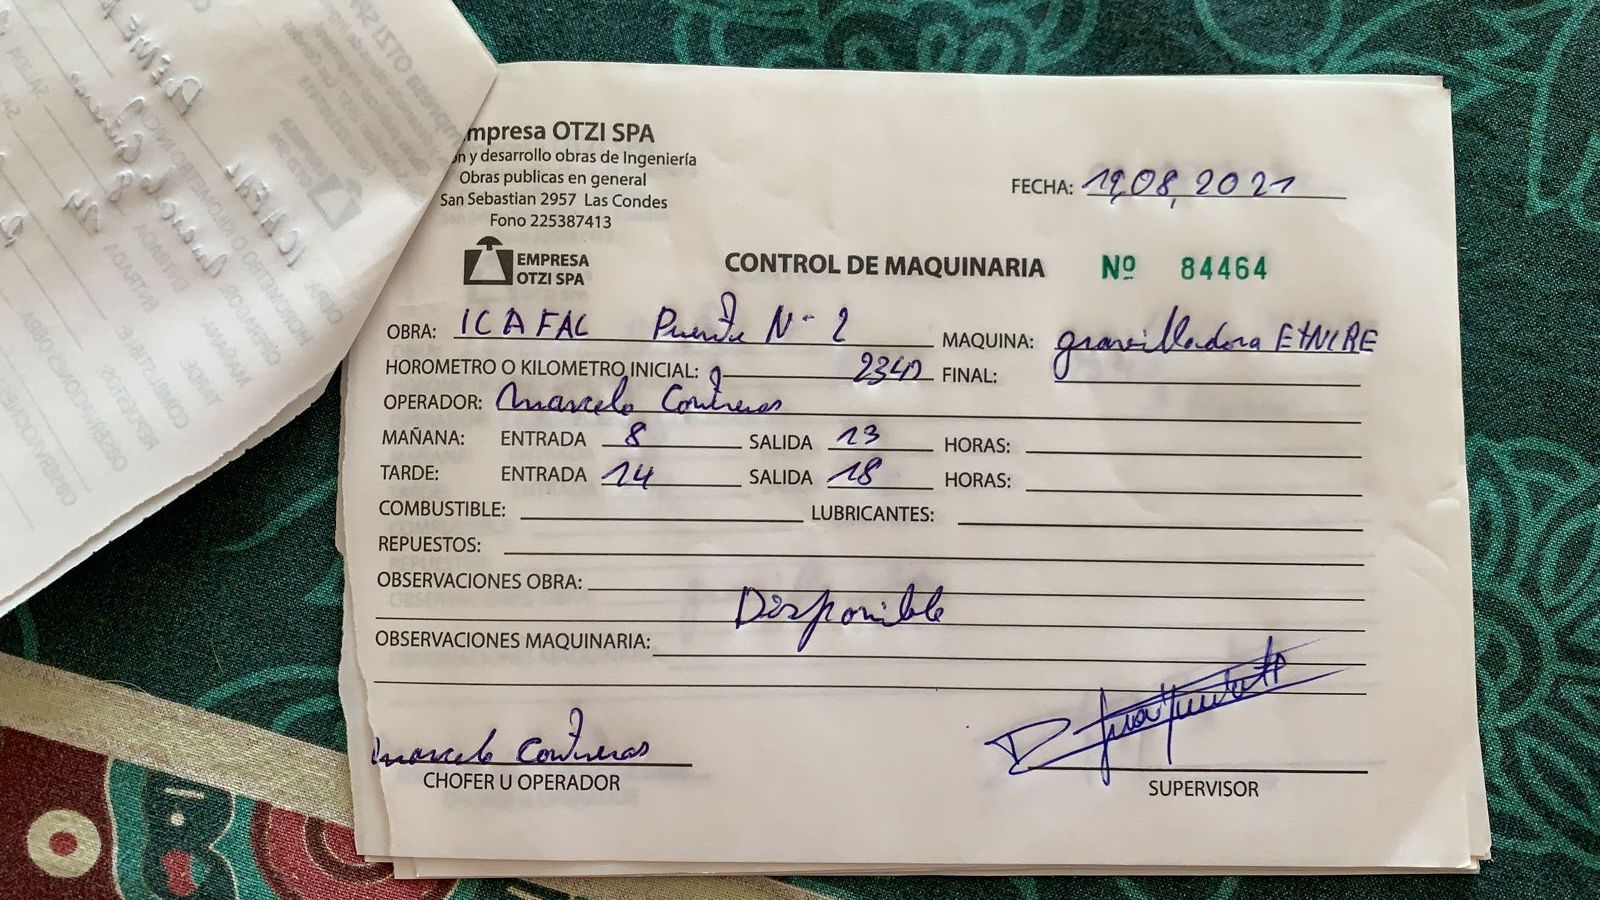 mpresa OTZI SPA
n y desarrollo obras de Ingeniería
Obras publicas en general
San Sebastian 2957 Las Condes
Fono 225387413
FECHA: 19,08,2021
EMPRESA
OTZI SPA
CONTROL DE MAQUINARIA Nº 84464
OBRA: ICAFAL Puente N-2 MAQUINA: gravilladora ETNIRE
HOROMETRO O KILOMETRO INICIAL: 2340 FINAL:
OPERADOR: Marcelo Contreras
MAÑANA: ENTRADA 8 SALIDA 13 HORAS:
TARDE: ENTRADA 14 SALIDA 18 HORAS:
COMBUSTIBLE: LUBRICANTES:
REPUESTOS:
OBSERVACIONES OBRA:
Disponible
OBSERVACIONES MAQUINARIA:
Marcelo Contreras
CHOFER U OPERADOR
SUPERVISOR